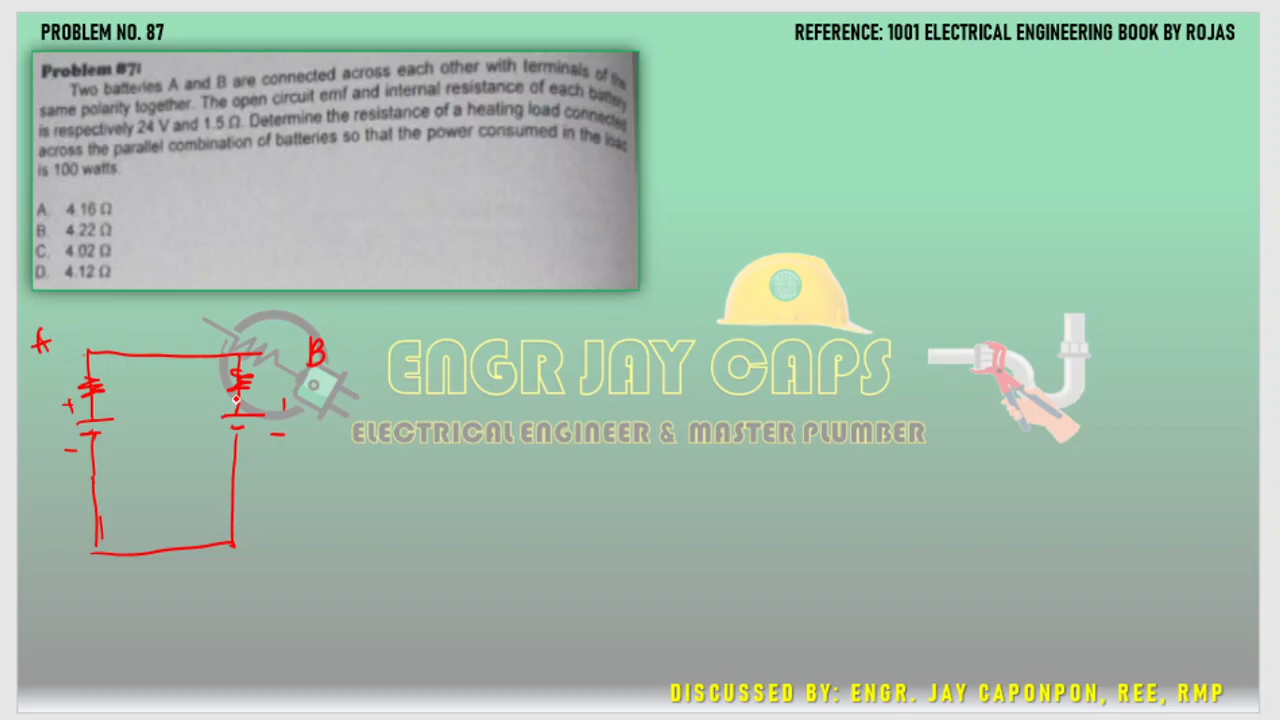 PROBLEM NO. 87
REFERENCE: 1001 ELECTRICAL ENGINEERING BOOK BY ROJAS
Problem 87:
Two batteries A and B are connected across each other with terminals of the
same polarity together. The open circuit emf and internal resistance of each battery
is respectively 24 V and 1.5 Ω. Determine the resistance of a heating load connected
across the parallel combination of batteries so that the power consumed in the load
is 100 watts.
A. 4.16 Ω
B. 4.22 Ω
C. 4.02 Ω
D. 4.12 Ω
A
B
+
-
-
ENGR JAY CAPS
ELECTRICAL ENGINEER & MASTER PLUMBER
DISCUSSED BY: ENGR. JAY CAPONPON, REE, RMP